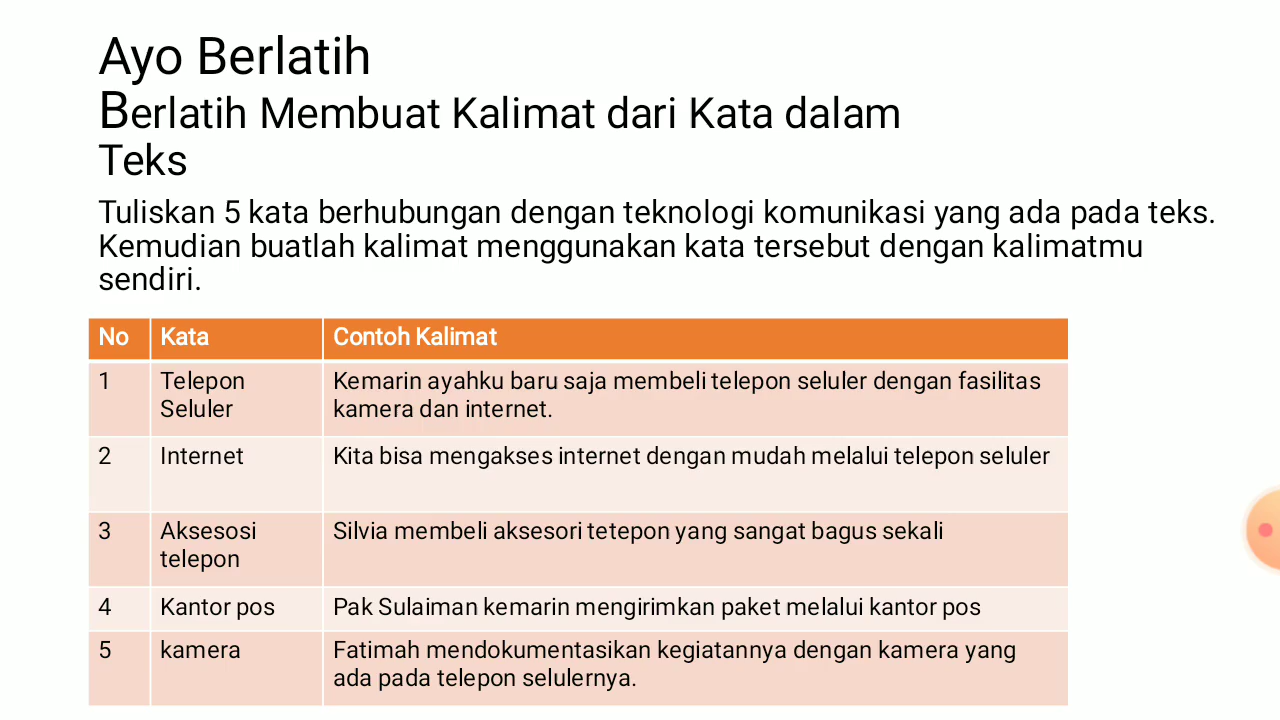 Ayo Berlatih
Berlatih Membuat Kalimat dari Kata dalam
Teks
Tuliskan 5 kata berhubungan dengan teknologi komunikasi yang ada pada teks.
Kemudian buatlah kalimat menggunakan kata tersebut dengan kalimatmu
sendiri.
No Kata Contoh Kalimat
1 Telepon Seluler Kemarin ayahku baru saja membeli telepon seluler dengan fasilitas
kamera dan internet.
2 Internet Kita bisa mengakses internet dengan mudah melalui telepon seluler
3 Aksesosi telepon Silvia membeli aksesori tetepon yang sangat bagus sekali
4 Kantor pos Pak Sulaiman kemarin mengirimkan paket melalui kantor pos
5 kamera Fatimah mendokumentasikan kegiatannya dengan kamera yang
ada pada telepon selulernya.